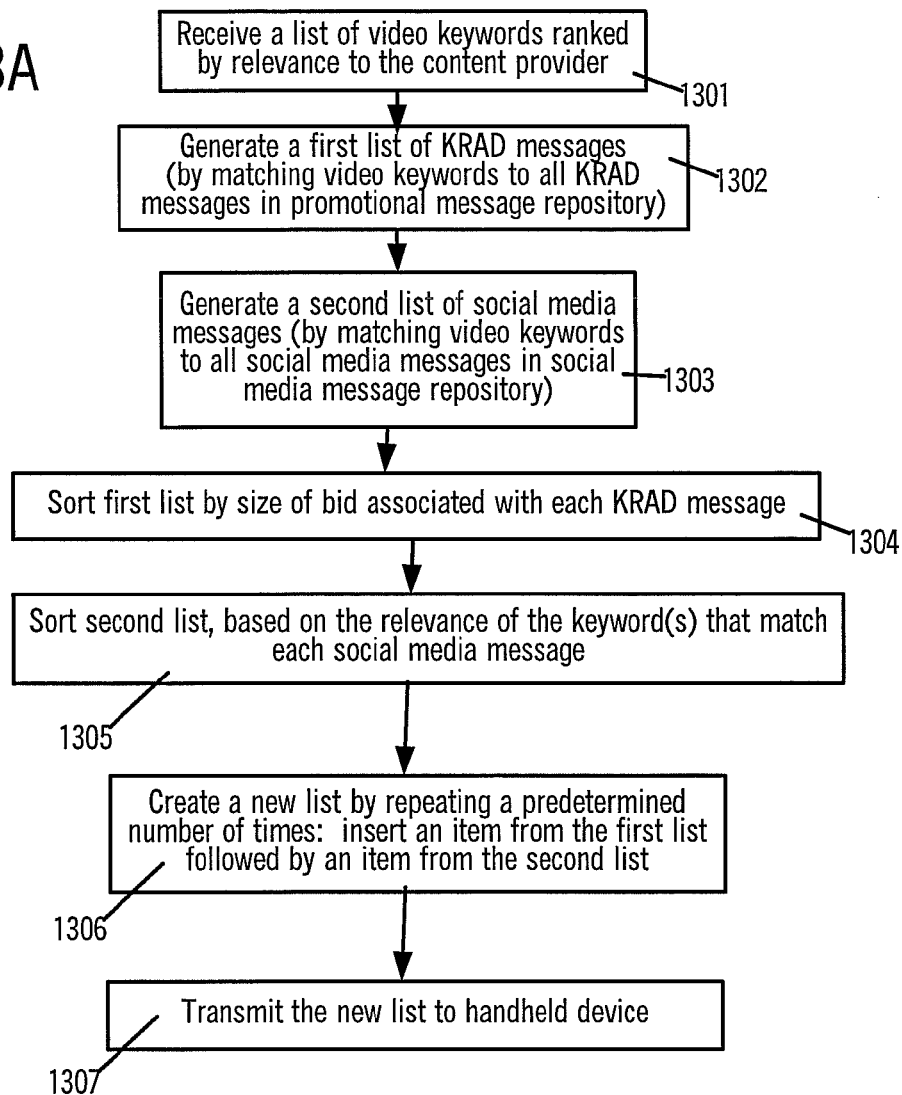 3A
Receive a list of video keywords ranked
by relevance to the content provider
1301
Generate a first list of KRAD messages
(by matching video keywords to all KRAD
messages in promotional message repository)
1302
Generate a second list of social media
messages (by matching video keywords
to all social media messages in social
media message repository)
1303
Sort first list by size of bid associated with each KRAD message
1304
Sort second list, based on the relevance of the keyword(s) that match
each social media message
1305
Create a new list by repeating a predetermined
number of times: insert an item from the first list
followed by an item from the second list
1306
Transmit the new list to handheld device
1307